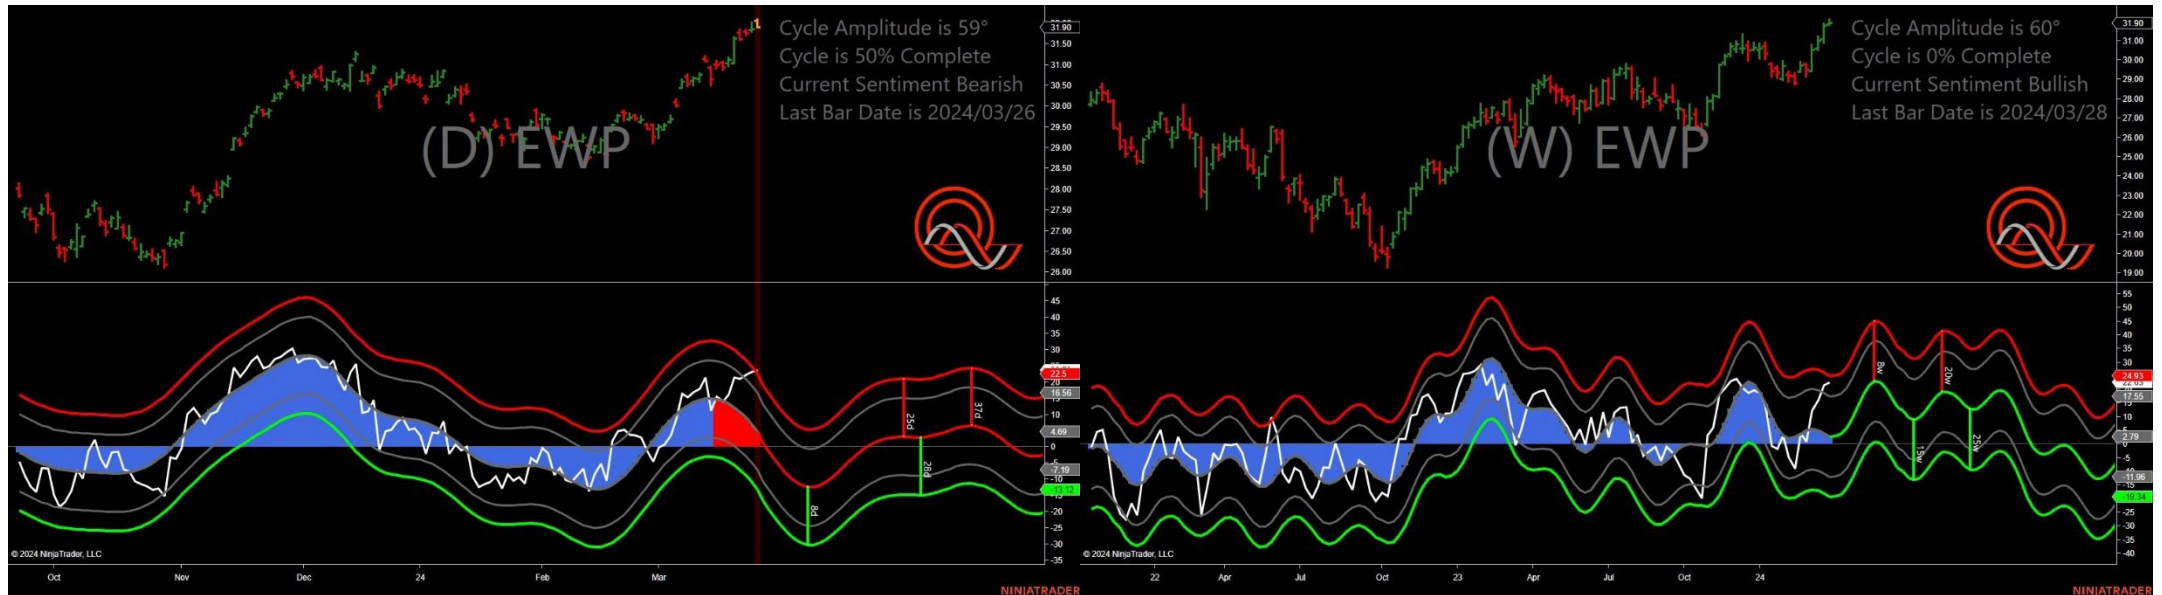 Cycle Amplitude is 59°
Cycle is 50% Complete
Current Sentiment Bearish
Last Bar Date is 2024/03/26
(D) EWP
31.90
31.50
31.00
30.50
30.00
29.50
29.00
28.50
28.00
27.50
27.00
26.50
26.00
45
40
35
30
22.5
20
16.56
15
10
4.69
0
-7.19
-13.12
-20
-25
-30
-35
8d
25d
28d
37d
© 2024 NinjaTrader, LLC
Oct
Nov
Dec
24
Feb
Mar
NINJATRADER
Cycle Amplitude is 60°
Cycle is 0% Complete
Current Sentiment Bullish
Last Bar Date is 2024/03/28
(W) EWP
31.90
31.00
30.00
29.00
28.00
27.00
26.00
25.00
24.00
23.00
22.00
21.00
20.00
19.00
55
50
45
40
35
30
24.93
17.55
10
5
2.79
-5
-11.96
-19.34
-25
-30
-35
-40
8w
15w
20w
25w
© 2024 NinjaTrader, LLC
22
Apr
Jul
Oct
23
Apr
Jul
Oct
24
NINJATRADER